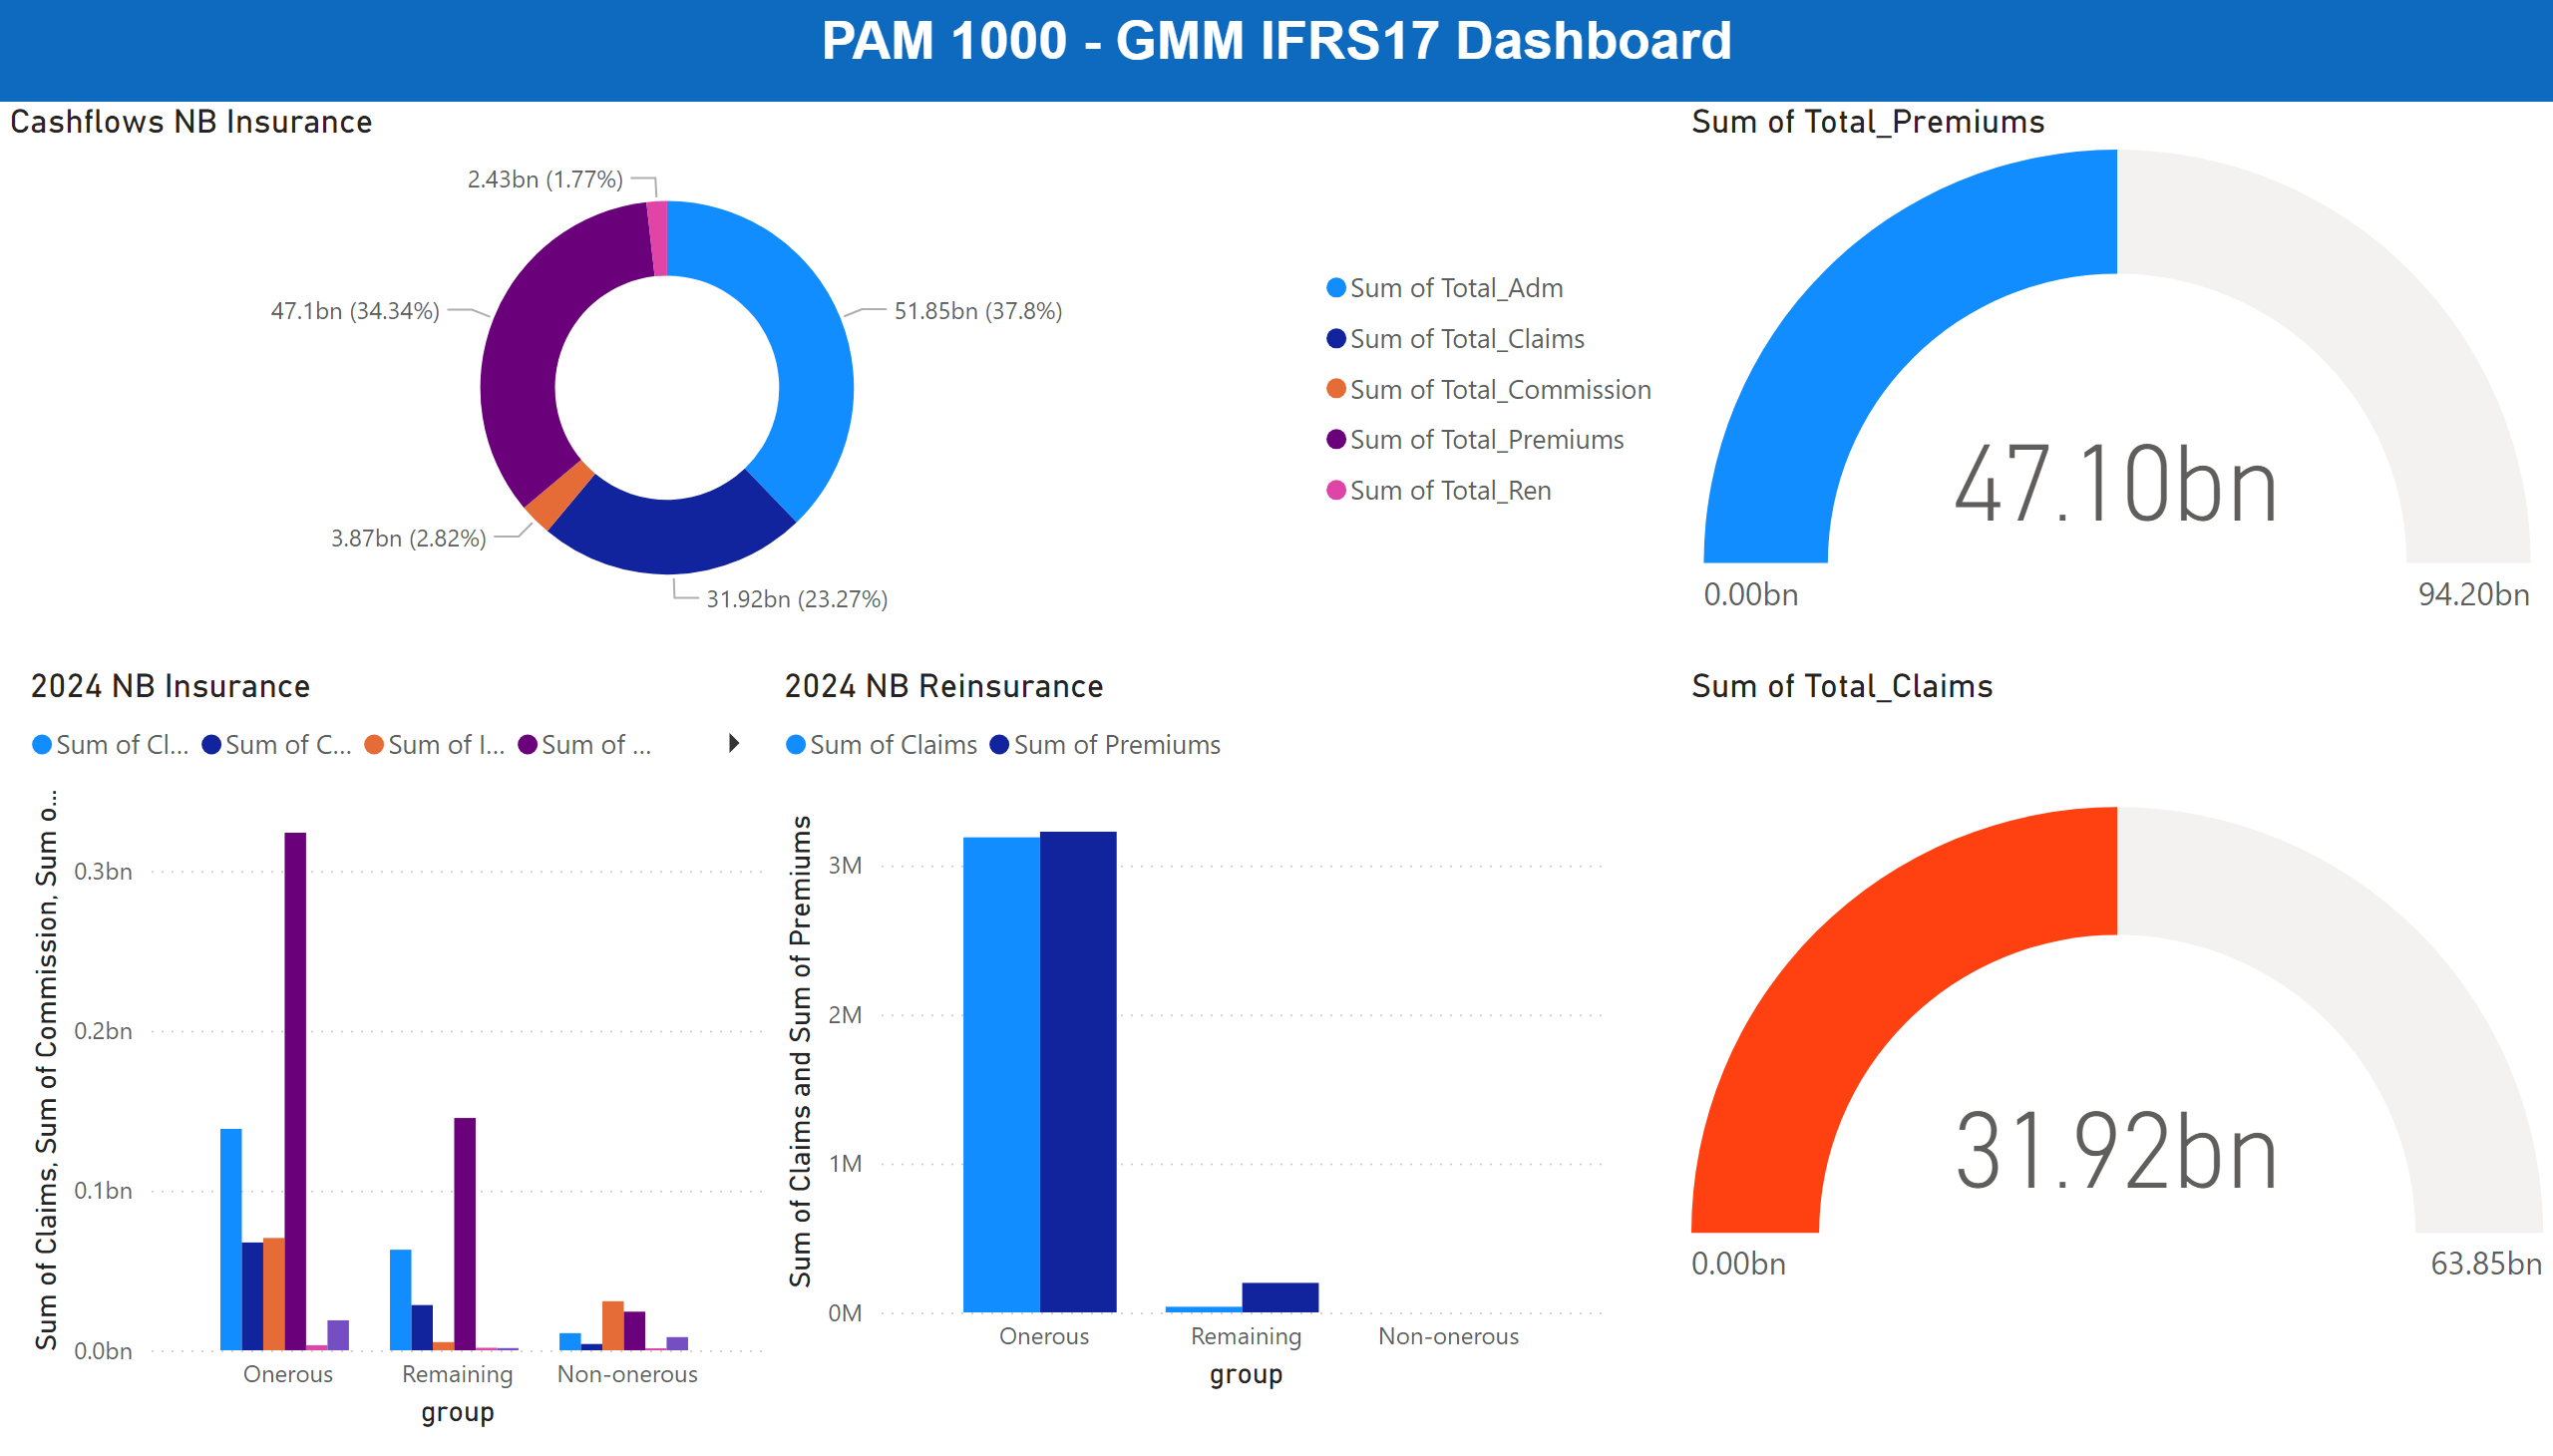 PAM 1000 - GMM IFRS17 Dashboard
Cashflows NB Insurance
2.43bn (1.77%)
47.1bn (34.34%)
51.85bn (37.8%)
3.87bn (2.82%)
31.92bn (23.27%)
Sum of Total_Adm
Sum of Total_Claims
Sum of Total_Commission
Sum of Total_Premiums
Sum of Total_Ren
Sum of Total_Premiums
47.10bn
0.00bn
94.20bn
2024 NB Insurance
Sum of Cl... Sum of C... Sum of I... Sum of ...
Sum of Claims, Sum of Commission, Sum o...
0.3bn
0.2bn
0.1bn
0.0bn
Onerous Remaining Non-onerous
group
2024 NB Reinsurance
Sum of Claims Sum of Premiums
Sum of Claims and Sum of Premiums
3M
2M
1M
0M
Onerous Remaining Non-onerous
group
Sum of Total_Claims
31.92bn
0.00bn
63.85bn